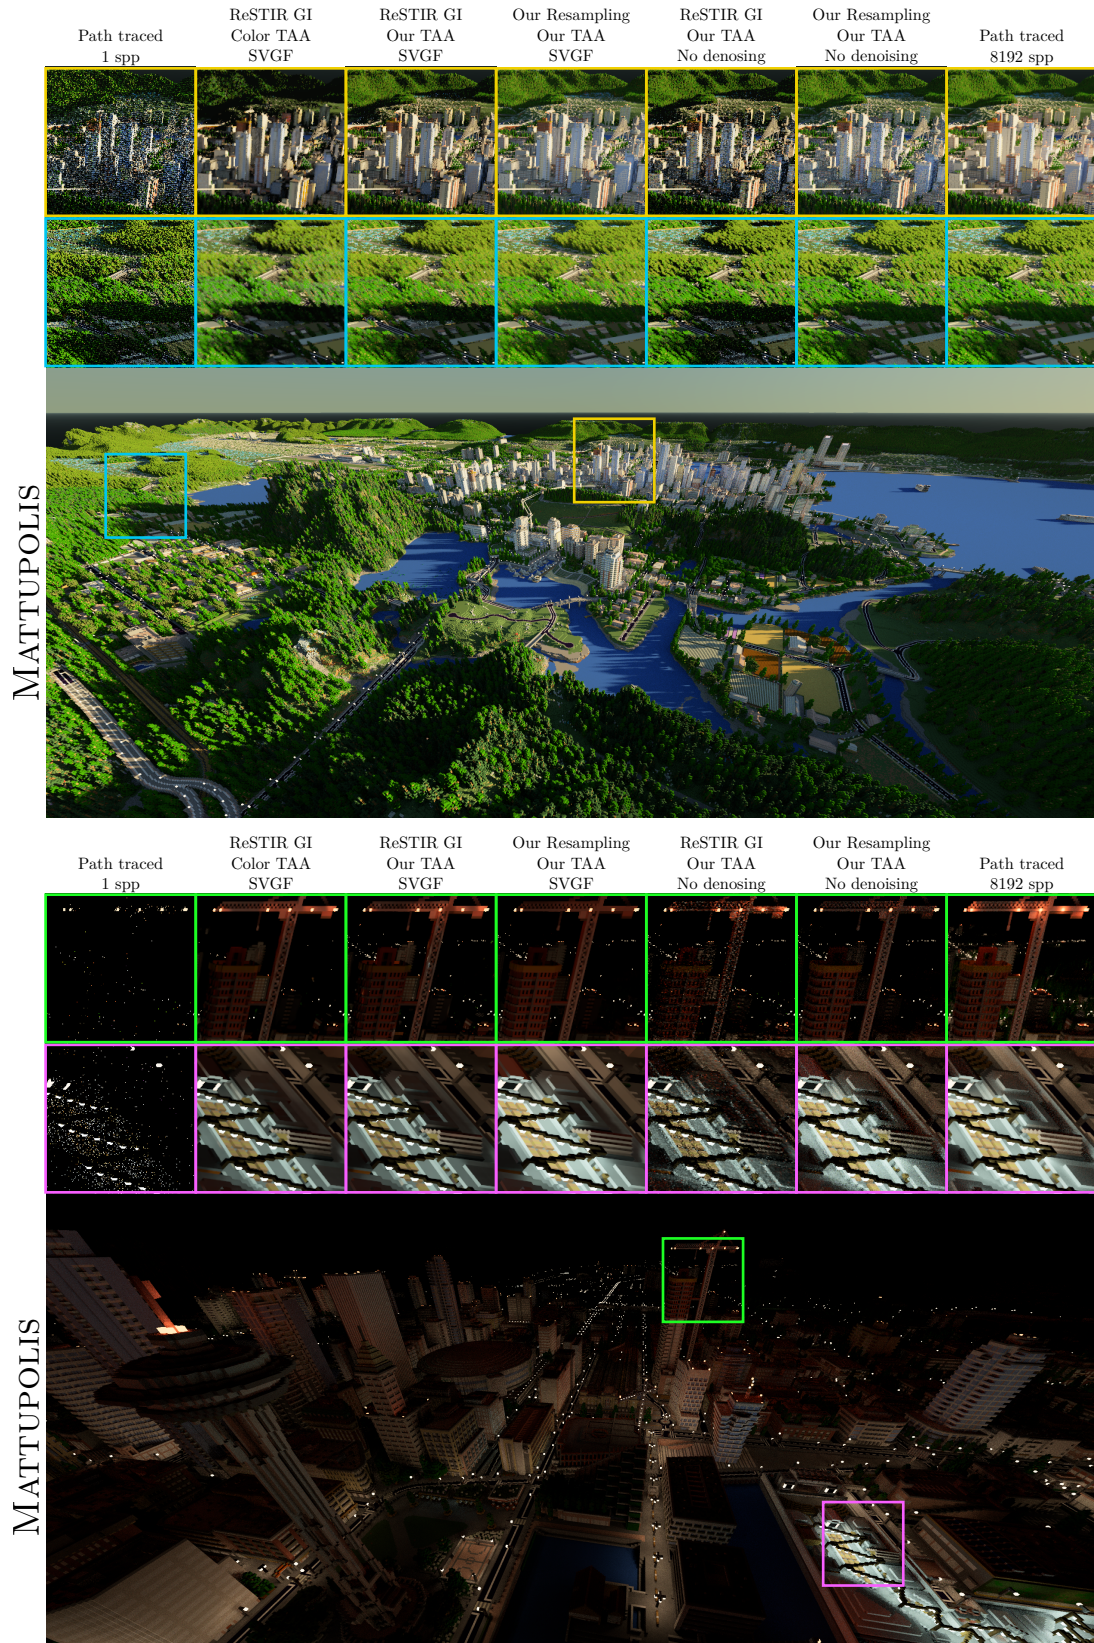 Path traced
1 spp
ReSTIR GI
Color TAA
SVGF
ReSTIR GI
Our TAA
SVGF
Our Resampling
Our TAA
SVGF
ReSTIR GI
Our TAA
No denosing
Our Resampling
Our TAA
No denoising
Path traced
8192 spp
MATTUPOLIS
Path traced
1 spp
ReSTIR GI
Color TAA
SVGF
ReSTIR GI
Our TAA
SVGF
Our Resampling
Our TAA
SVGF
ReSTIR GI
Our TAA
No denosing
Our Resampling
Our TAA
No denoising
Path traced
8192 spp
MATTUPOLIS